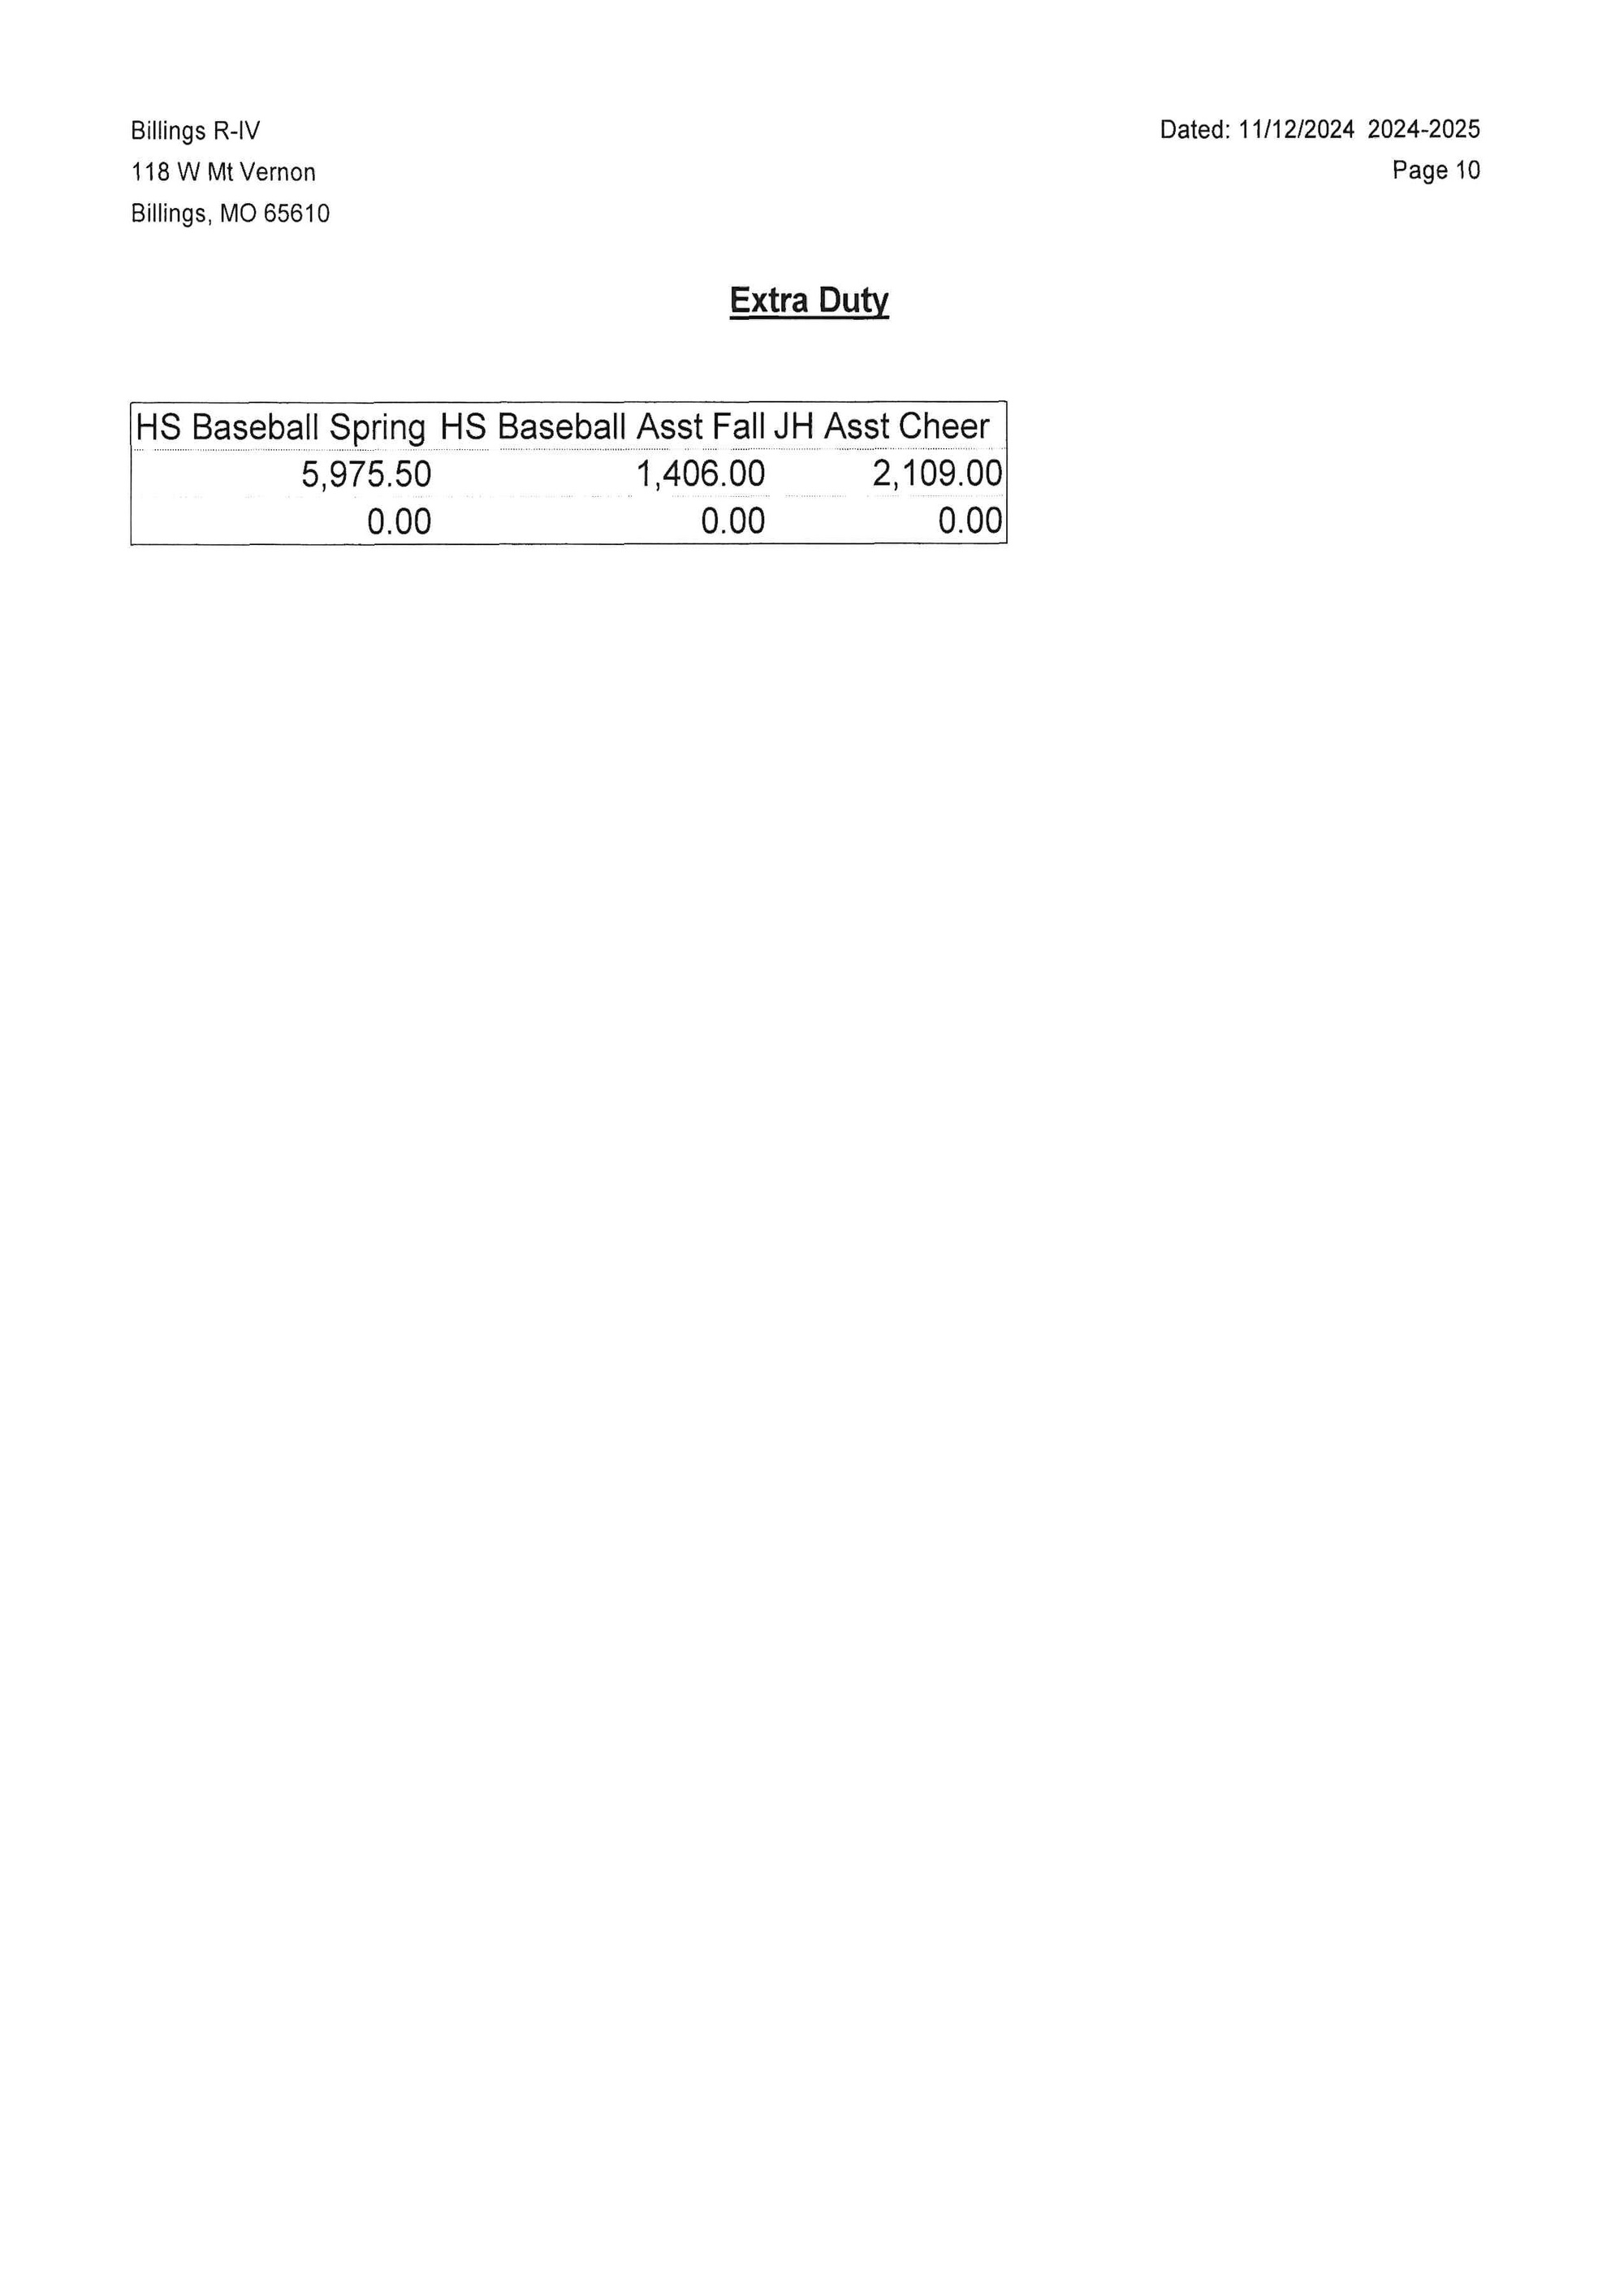 Billings R-IV
118 W Mt Vernon
Billings, MO 65610
Dated: 11/12/2024 2024-2025
Page 10
Extra Duty
HS Baseball Spring HS Baseball Asst Fall JH Asst Cheer
5,975.50 1,406.00 2,109.00
0.00 0.00 0.00